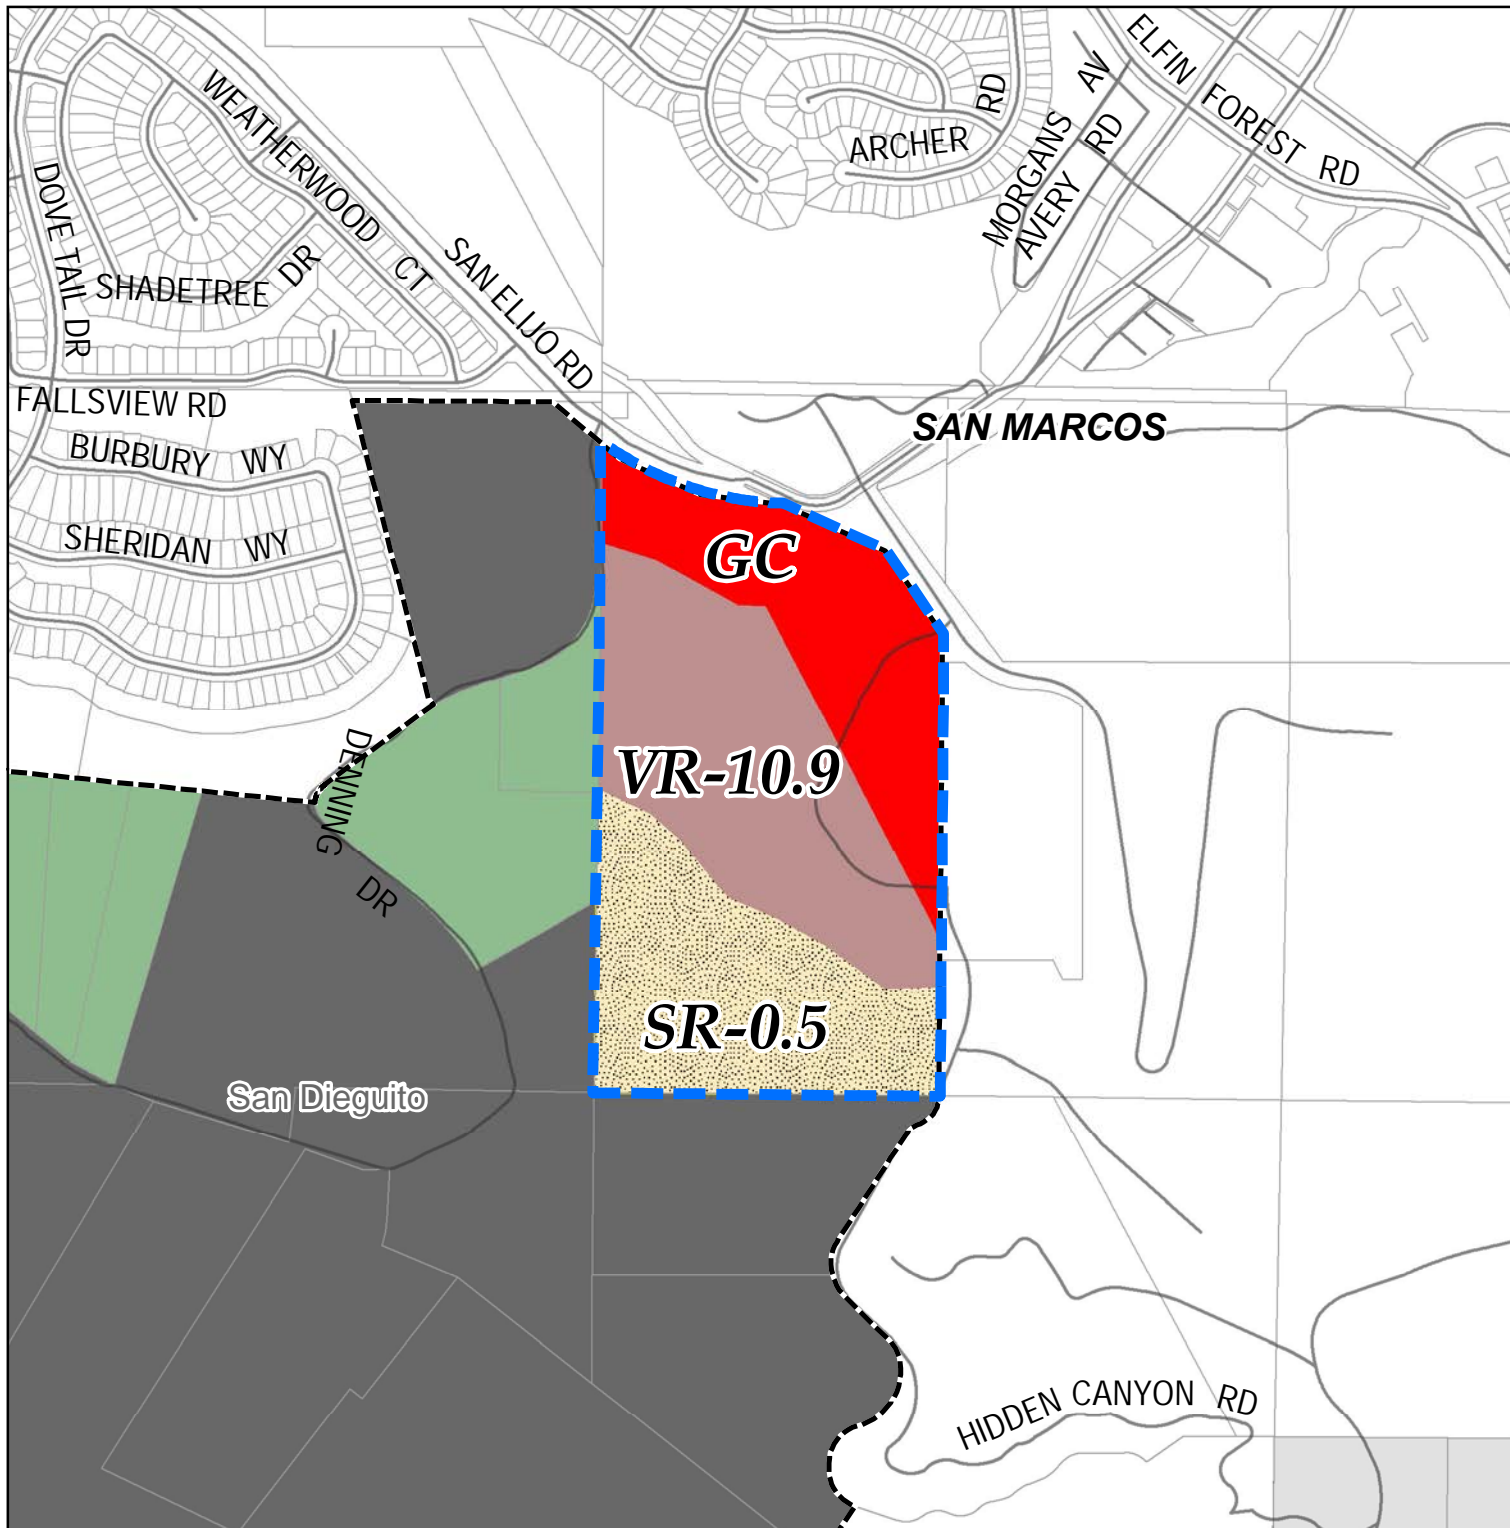 ELFIN FOREST RD
MORGANS AV
AVERY RD
ARCHER RD
WEATHERWOOD CT
DOVE TAIL DR
SHADETREE DR
SAN ELIJO RD
FALLSVIEW RD
BURBURY WY
SHERIDAN WY
SAN MARCOS
GC
VR-10.9
DENNING DR
SR-0.5
San Dieguito
HIDDEN CANYON RD